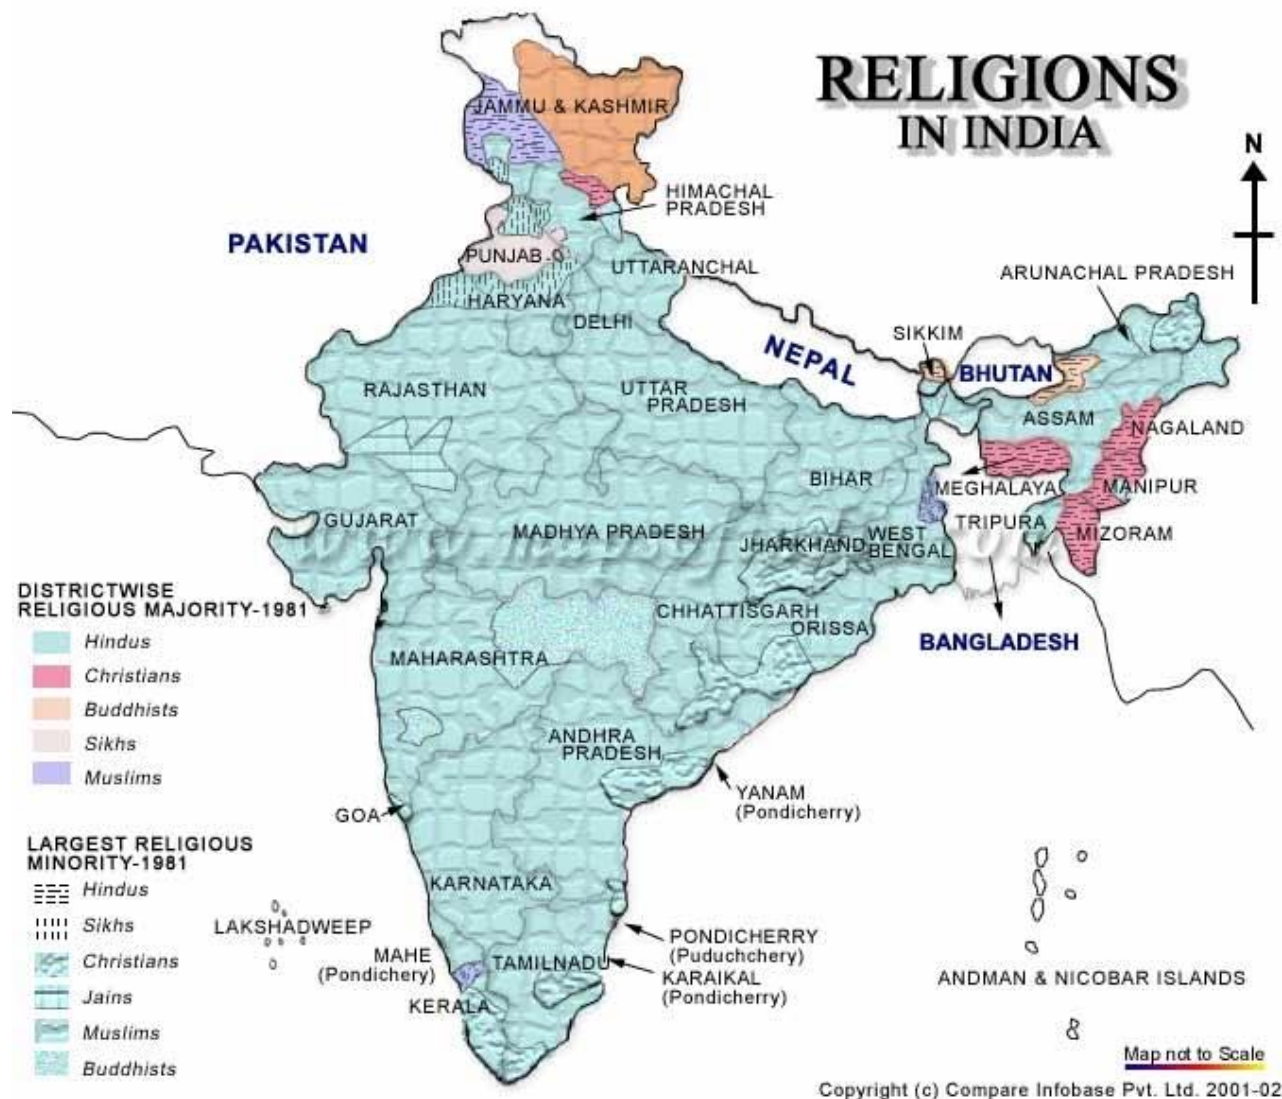 RELIGIONS
IN INDIA
N
JAMMU & KASHMIR
HIMACHAL
PRADESH
PAKISTAN
PUNJAB
UTTARANCHAL
ARUNACHAL PRADESH
HARYANA
DELHI
SIKKIM
NEPAL
BHUTAN
RAJASTHAN
UTTAR
PRADESH
ASSAM
NAGALAND
BIHAR
MEGHALAYA
MANIPUR
GUJARAT
MADHYA PRADESH
JHARKHAND
WEST
BENGAL
TRIPURA
MIZORAM
CHHATTISGARH
ORISSA
BANGLADESH
MAHARASHTRA
ANDHRA
PRADESH
YANAM
(Pondicherry)
GOA
KARNATAKA
LAKSHADWEEP
MAHE
(Pondichery)
TAMILNADU
KERALA
PONDICHERRY
(Puduchchery)
KARAIKAL
(Pondicherry)
ANDMAN & NICOBAR ISLANDS
DISTRICTWISE
RELIGIOUS MAJORITY-1981
Hindus
Christians
Buddhists
Sikhs
Muslims
LARGEST RELIGIOUS
MINORITY-1981
Hindus
Sikhs
Christians
Jains
Muslims
Buddhists
Map not to Scale
Copyright (c) Compare Infobase Pvt. Ltd. 2001-02